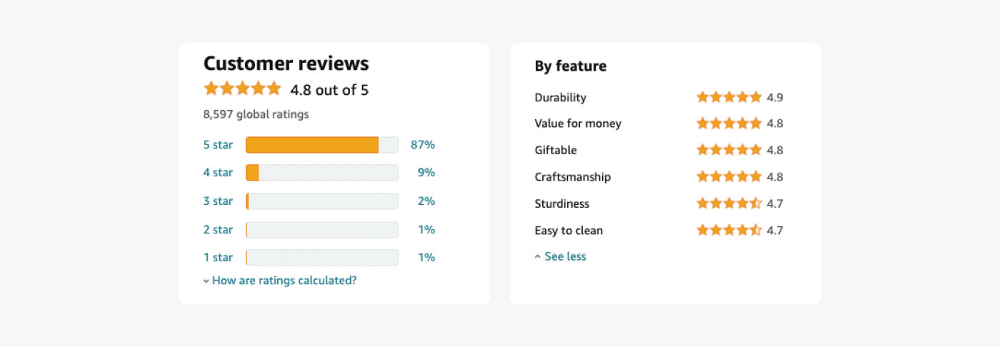 Customer reviews
4.8 out of 5
8,597 global ratings
5 star 87%
4 star 9%
3 star 2%
2 star 1%
1 star 1%
How are ratings calculated?
By feature
Durability 4.9
Value for money 4.8
Giftable 4.8
Craftsmanship 4.8
Sturdiness 4.7
Easy to clean 4.7
See less